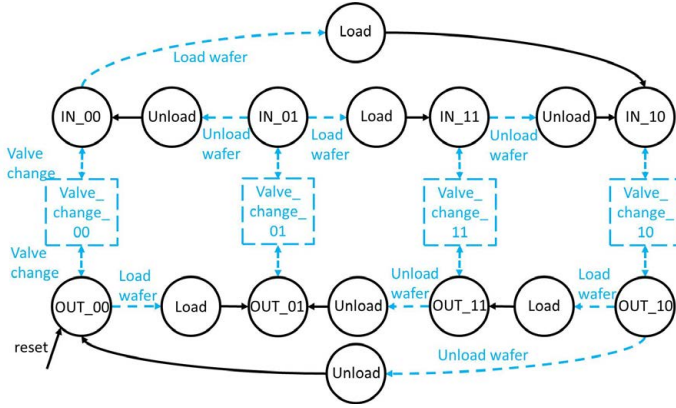 Load
Load wafer
IN_00
Unload
IN_01
Load
IN_11
Unload
IN_10
Unload
wafer
Load
wafer
Unload
wafer
Valve
change
Valve_
change_
00
Valve_
change_
01
Valve_
change_
11
Valve_
change_
10
Valve
change
Load
wafer
Unload
wafer
Load
wafer
OUT_00
Load
OUT_01
Unload
OUT_11
Load
OUT_10
reset
Unload wafer
Unload